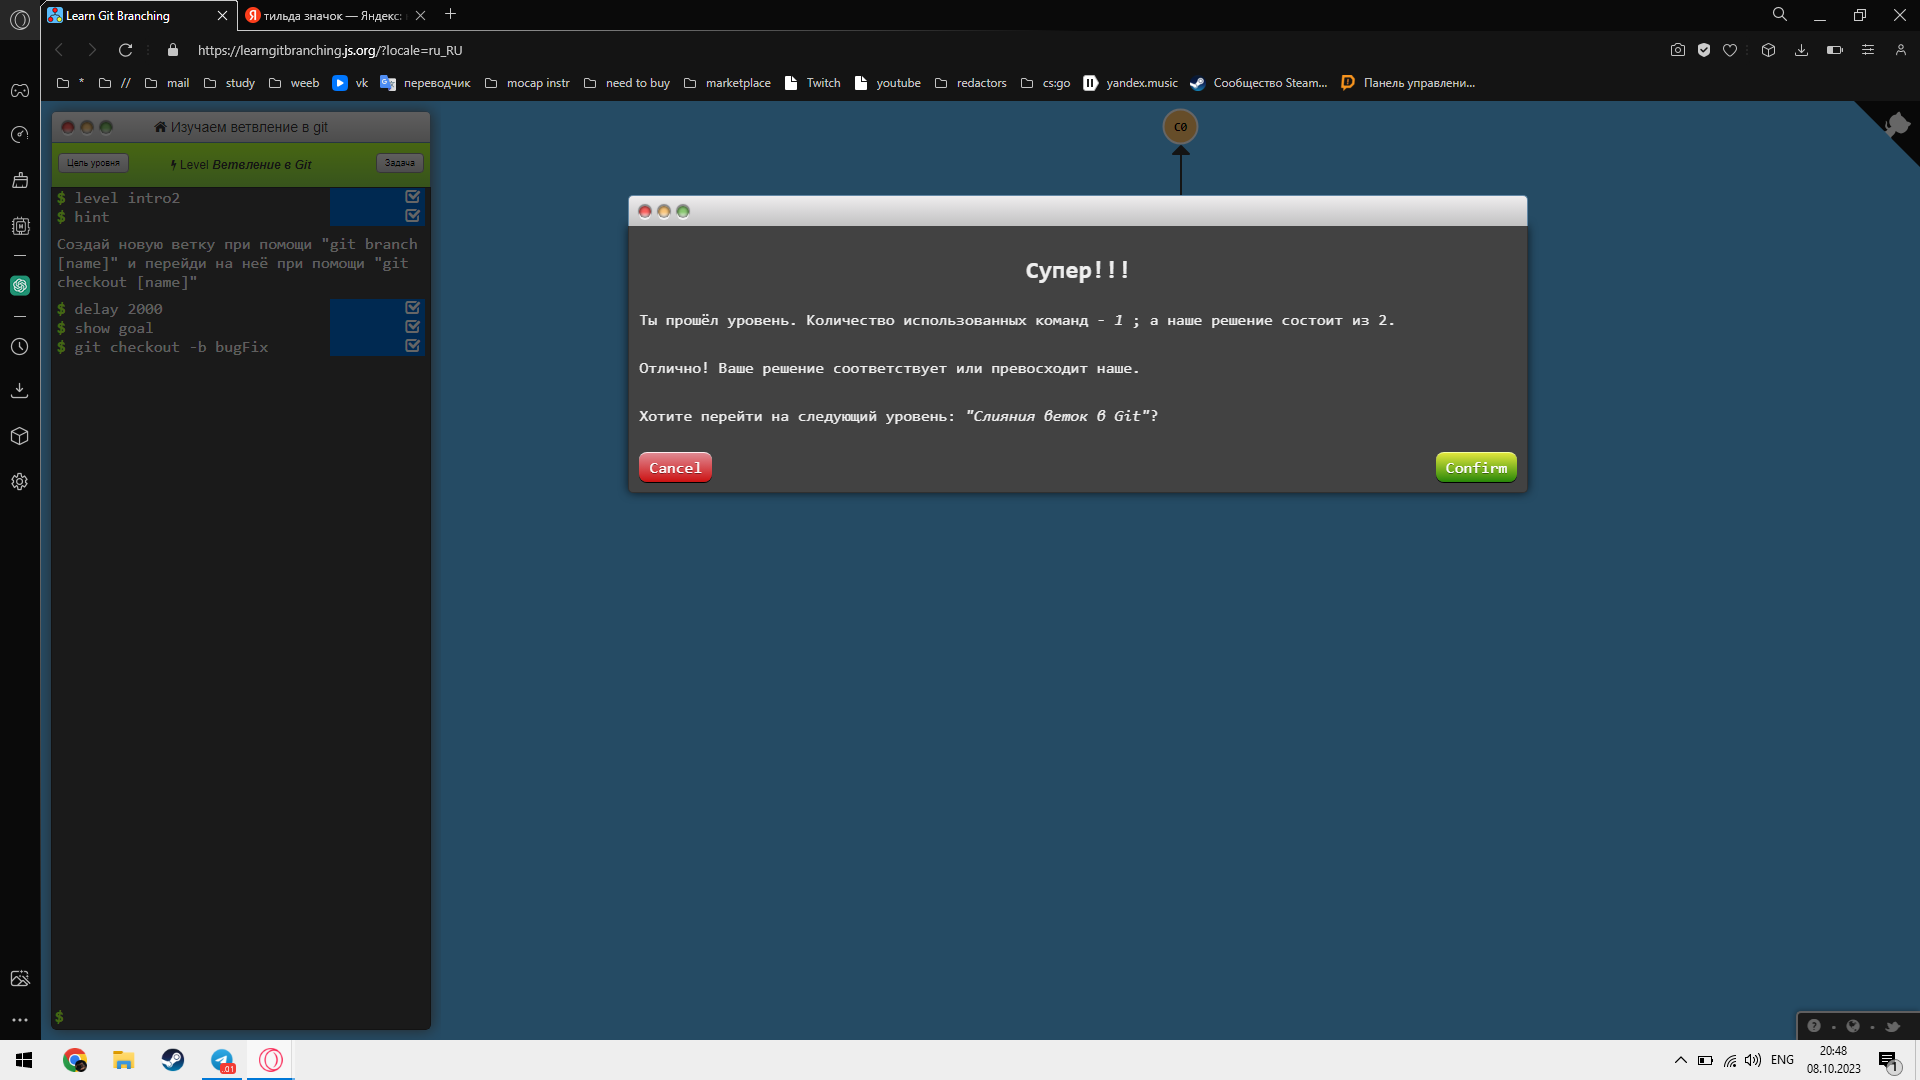 Learn Git Branching
тильда значок — Яндекс:
https://learngitbranching.js.org/?locale=ru_RU
* // mail study weeb vk переводчик mocap instr need to buy marketplace Twitch youtube redactors cs:go yandex.music Сообщество Steam... Панель управлени...
Изучаем ветвление в git
Цель уровня
Level Ветвление в Git
Задача
$ level intro2
$ hint
Создай новую ветку при помощи "git branch
[name]" и перейди на неё при помощи "git
checkout [name]"
$ delay 2000
$ show goal
$ git checkout -b bugFix
$
C0
Супер!!!
Ты прошёл уровень. Количество использованных команд - 1 ; а наше решение состоит из 2.
Отлично! Ваше решение соответствует или превосходит наше.
Хотите перейти на следующий уровень: "Слияния веток в Git"?
Cancel
Confirm
.01
ENG
20:48
08.10.2023
1